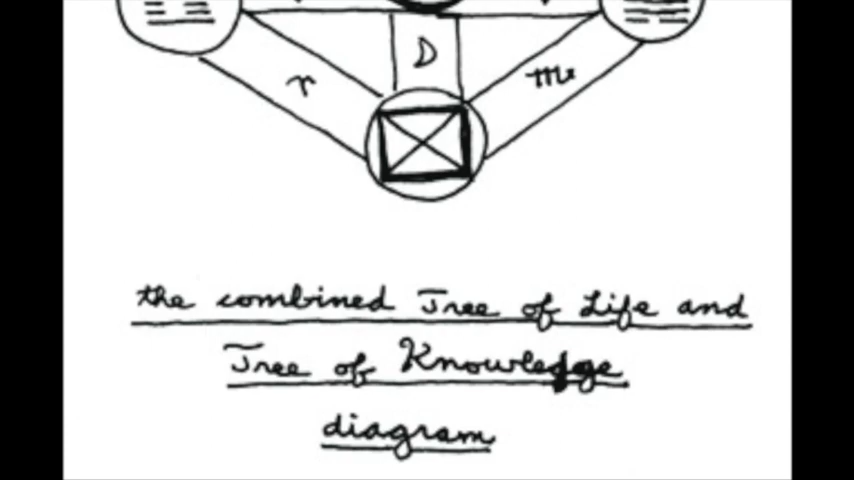 the combined Tree of Life and
Tree of Knowledge
diagram